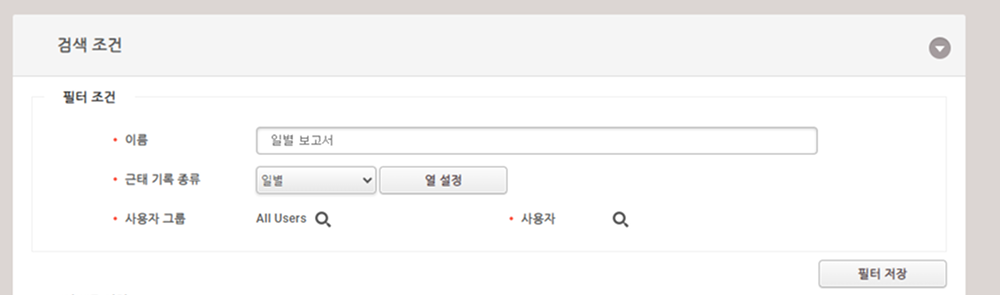 검색 조건
필터 조건
이름 일별 보고서
근태 기록 종류 일별 열 설정
사용자 그룹 All Users 사용자
필터 저장